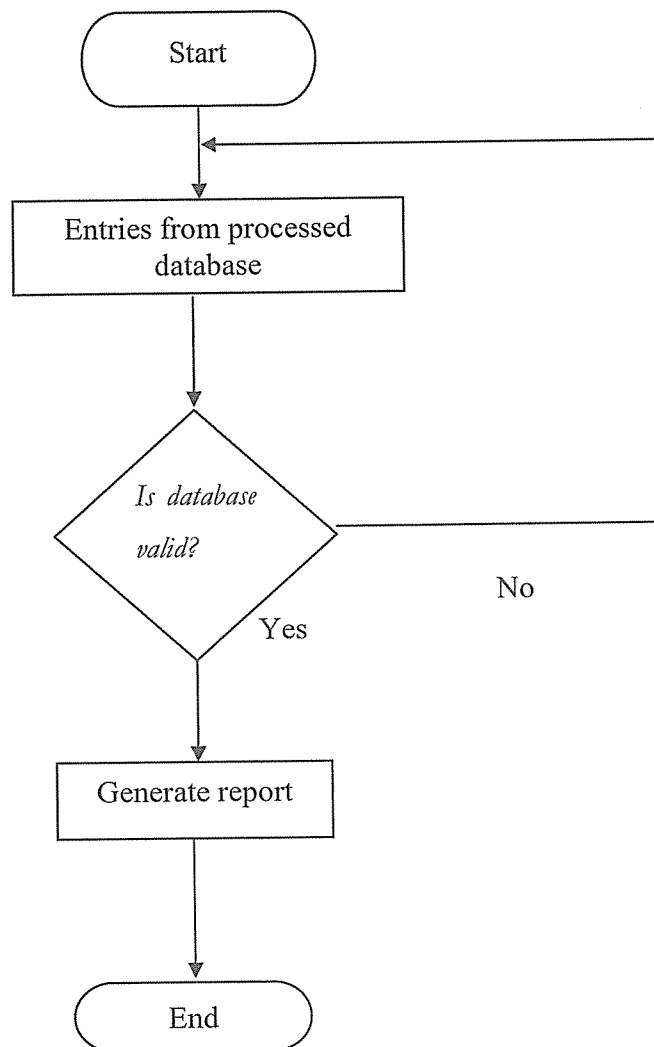 Start
Entries from processed
database
Is database
valid?
No
Yes
Generate report
End